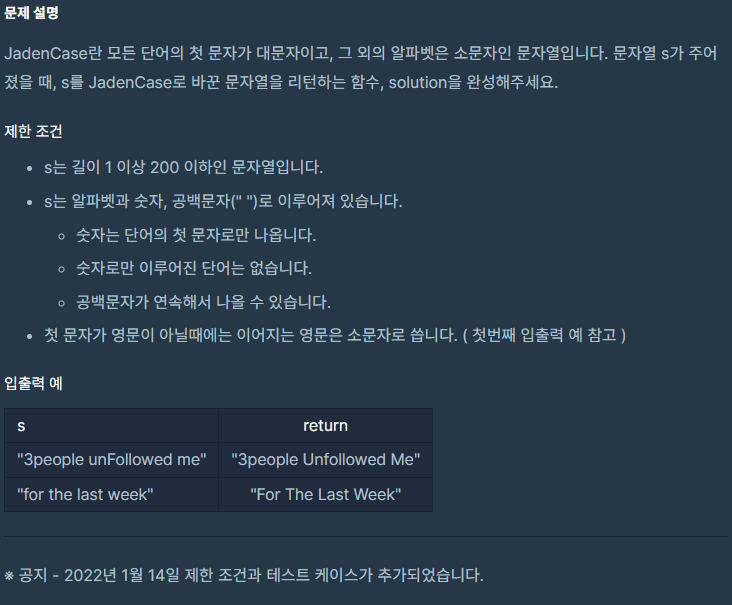 문제 설명
JadenCase란 모든 단어의 첫 문자가 대문자이고, 그 외의 알파벳은 소문자인 문자열입니다. 문자열 s가 주어
졌을 때, s를 JadenCase로 바꾼 문자열을 리턴하는 함수, solution을 완성해주세요.
제한 조건
• s는 길이 1 이상 200 이하인 문자열입니다.
• s는 알파벳과 숫자, 공백문자(" ")로 이루어져 있습니다.
◦ 숫자는 단어의 첫 문자로만 나옵니다.
◦ 숫자로만 이루어진 단어는 없습니다.
◦ 공백문자가 연속해서 나올 수 있습니다.
• 첫 문자가 영문이 아닐때에는 이어지는 영문은 소문자로 씁니다. ( 첫번째 입출력 예 참고 )
입출력 예
s return
"3people unFollowed me" "3people Unfollowed Me"
"for the last week" "For The Last Week"
※ 공지 - 2022년 1월 14일 제한 조건과 테스트 케이스가 추가되었습니다.